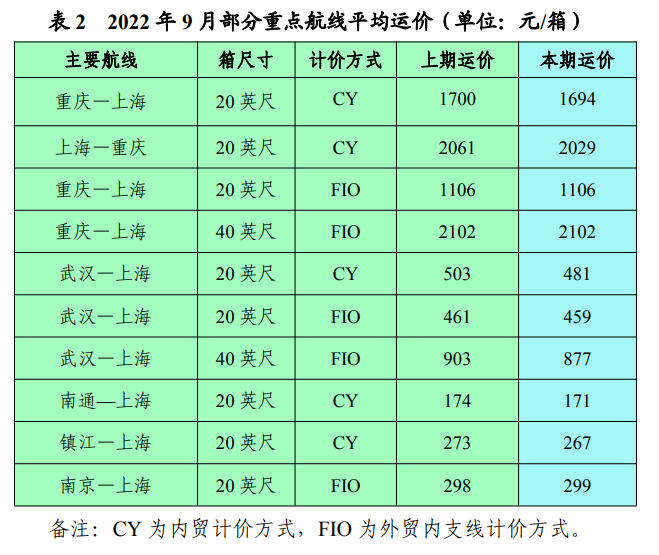 表 2 2022 年 9 月部分重点航线平均运价（单位：元/箱）
主要航线 箱尺寸 计价方式 上期运价 本期运价
重庆—上海 20 英尺 CY 1700 1694
上海—重庆 20 英尺 CY 2061 2029
重庆—上海 20 英尺 FIO 1106 1106
重庆—上海 40 英尺 FIO 2102 2102
武汉—上海 20 英尺 CY 503 481
武汉—上海 20 英尺 FIO 461 459
武汉—上海 40 英尺 FIO 903 877
南通—上海 20 英尺 CY 174 171
镇江—上海 20 英尺 CY 273 267
南京—上海 20 英尺 FIO 298 299
备注：CY 为内贸计价方式，FIO 为外贸内支线计价方式。